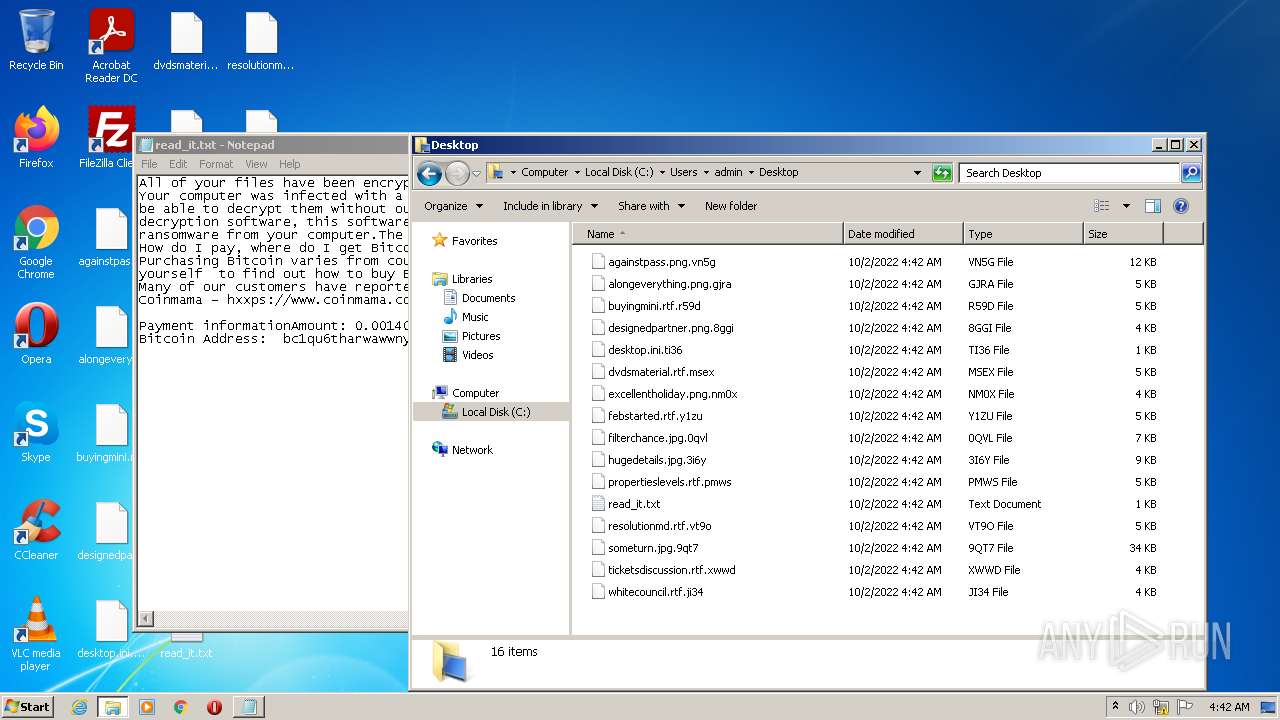 Recycle Bin
Acrobat
Reader DC
dvdsmateri...
resolutionm...
Firefox
FileZilla Clie
Google
Chrome
againstpas
Opera
alongevery
Skype
buyingmini.r
CCleaner
designedpa
VLC media
player
desktop.ini....
read_it.txt
read_it.txt - Notepad
File Edit Format View Help
All of your files have been encryp
Your computer was infected with a
be able to decrypt them without ou
decryption software, this software
ransomware from your computer.The
How do I pay, where do I get Bitco
Purchasing Bitcoin varies from cou
yourself to find out how to buy B
Many of our customers have reporte
Coinmama - hxxps://www.coinmama.co
Payment informationAmount: 0.00140
Bitcoin Address: bc1qu6tharwawwny
Desktop
Computer Local Disk (C:) Users admin Desktop
Search Desktop
Organize Include in library Share with New folder
Favorites
Libraries
Documents
Music
Pictures
Videos
Computer
Local Disk (C:)
Network
Name Date modified Type Size
againstpass.png.vn5g 10/2/2022 4:42 AM VN5G File 12 KB
alongeverything.png.gjra 10/2/2022 4:42 AM GJRA File 5 KB
buyingmini.rtf.r59d 10/2/2022 4:42 AM R59D File 5 KB
designedpartner.png.8ggi 10/2/2022 4:42 AM 8GGI File 4 KB
desktop.ini.ti36 10/2/2022 4:42 AM TI36 File 1 KB
dvdsmaterial.rtf.msex 10/2/2022 4:42 AM MSEX File 5 KB
excellentholiday.png.nm0x 10/2/2022 4:42 AM NM0X File 4 KB
febstarted.rtf.y1zu 10/2/2022 4:42 AM Y1ZU File 5 KB
filterchance.jpg.0qvl 10/2/2022 4:42 AM 0QVL File 7 KB
hugedetails.jpg.3i6y 10/2/2022 4:42 AM 3I6Y File 9 KB
propertieslevels.rtf.pmws 10/2/2022 4:42 AM PMWS File 5 KB
read_it.txt 10/2/2022 4:42 AM Text Document 1 KB
resolutionmd.rtf.vt9o 10/2/2022 4:42 AM VT9O File 5 KB
someturn.jpg.9qt7 10/2/2022 4:42 AM 9QT7 File 34 KB
ticketsdiscussion.rtf.xwwd 10/2/2022 4:42 AM XWWD File 4 KB
whitecouncil.rtf.ji34 10/2/2022 4:42 AM JI34 File 4 KB
16 items
ANY RUN
Start
4:42 AM